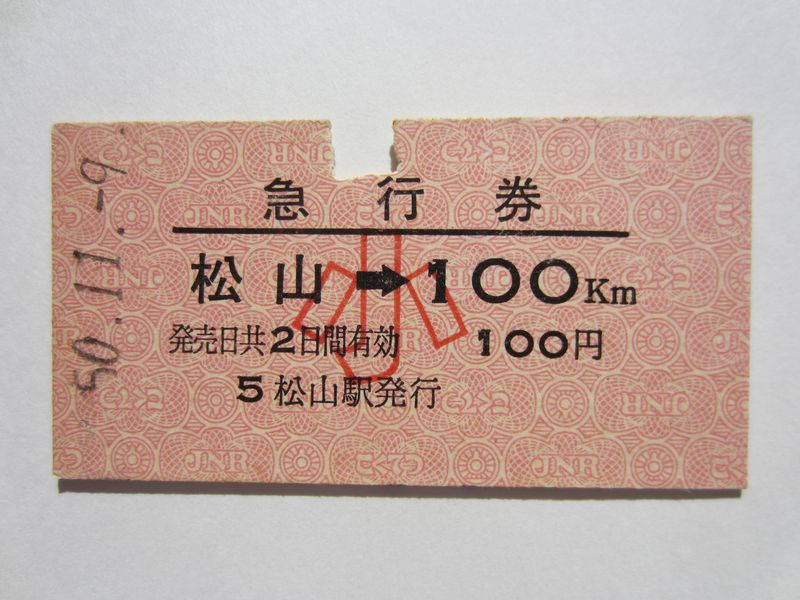 50.11.-9.
急行券
小
松山➡100Km
発売日共2日間有効 100円
5 松山駅発行